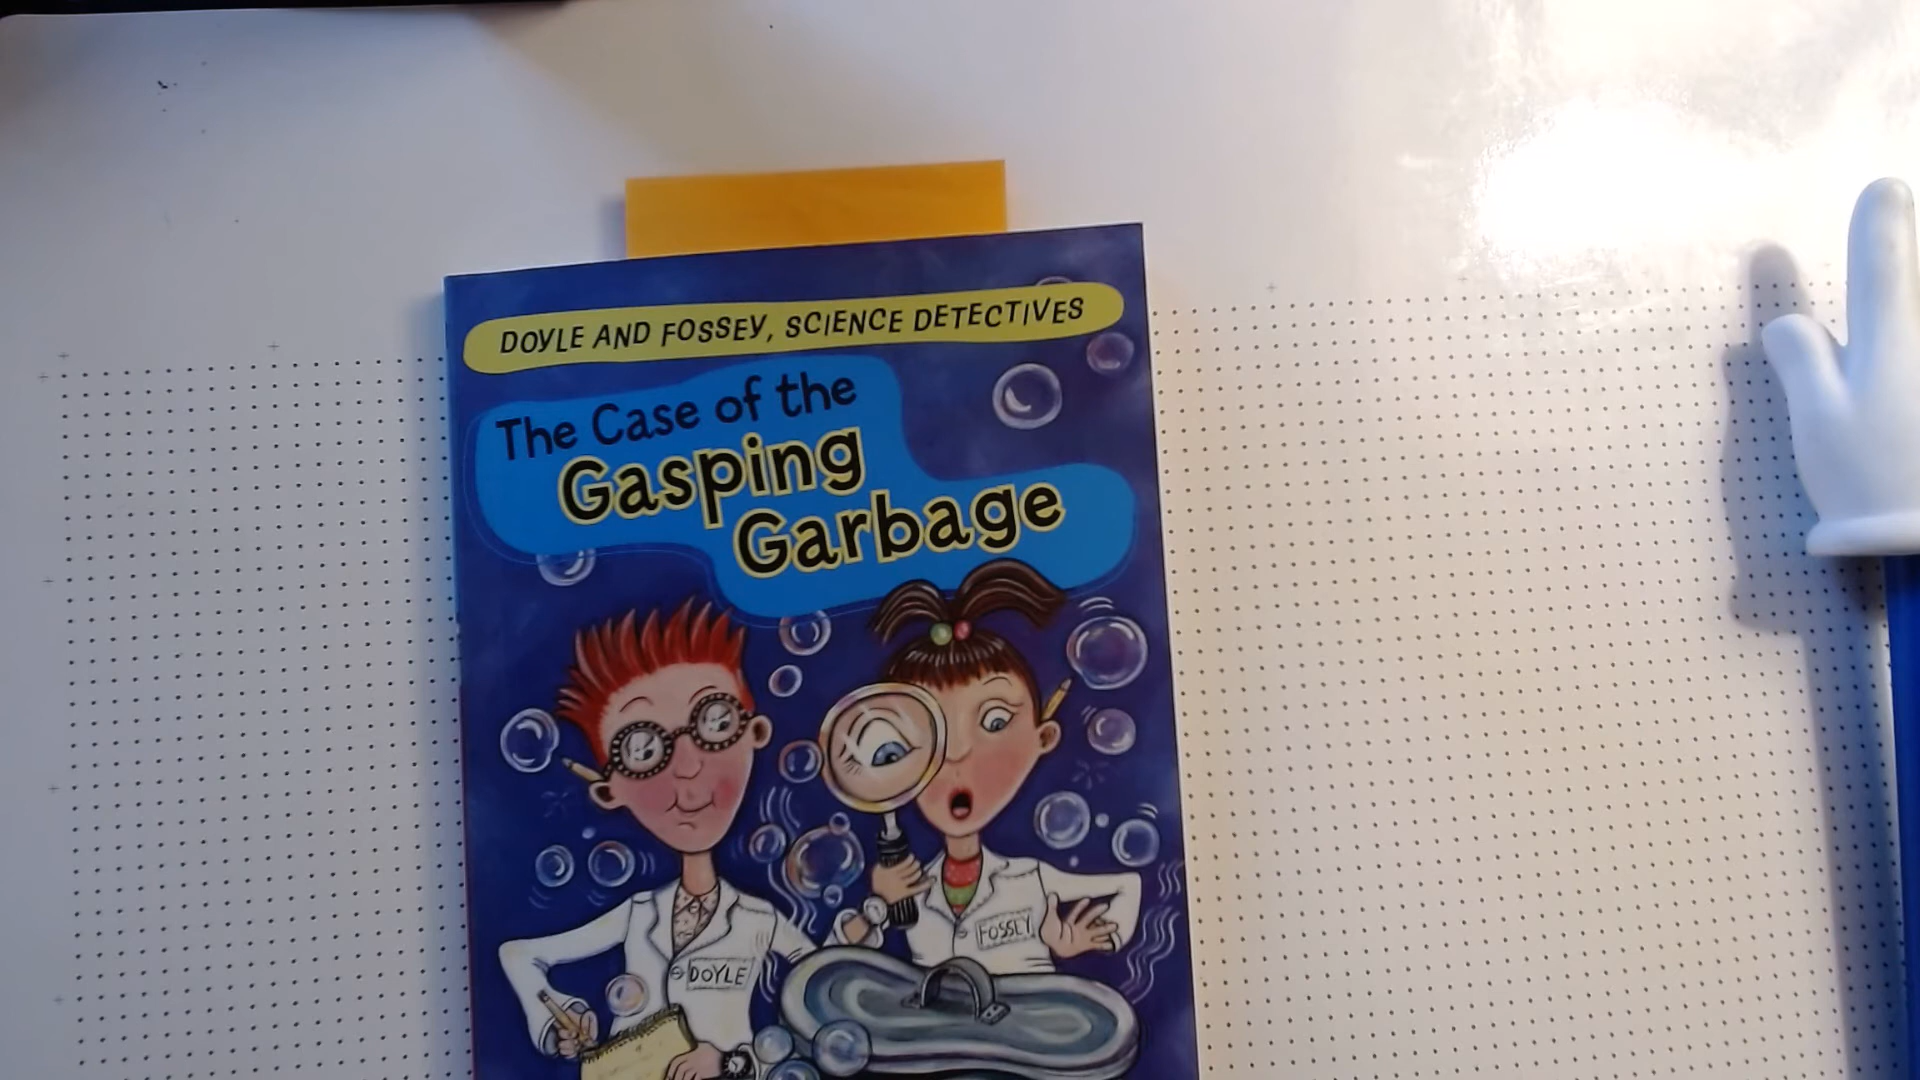 DOYLE AND FOSSEY, SCIENCE DETECTIVES
The Case of the
Gasping
Garbage
FOSSEY
DOYLE